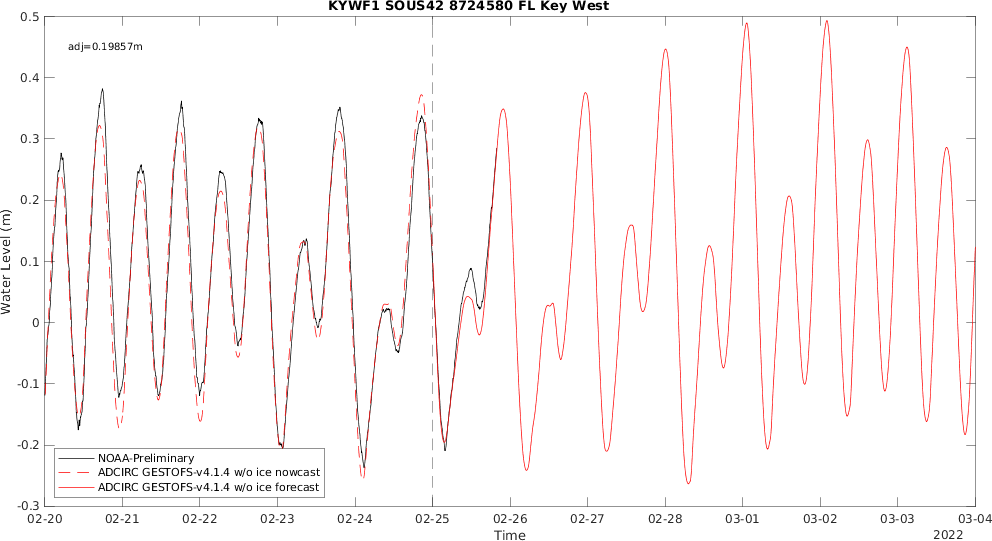 KYWF1 SOUS42 8724580 FL Key West
adj=0.19857m
0.5
0.4
0.3
0.2
0.1
0
-0.1
-0.2
-0.3
Water Level (m)
NOAA-Preliminary
ADCIRC GESTOFS-v4.1.4 w/o ice nowcast
ADCIRC GESTOFS-v4.1.4 w/o ice forecast
02-20 02-21 02-22 02-23 02-24 02-25 02-26 02-27 02-28 03-01 03-02 03-03 03-04
Time
2022